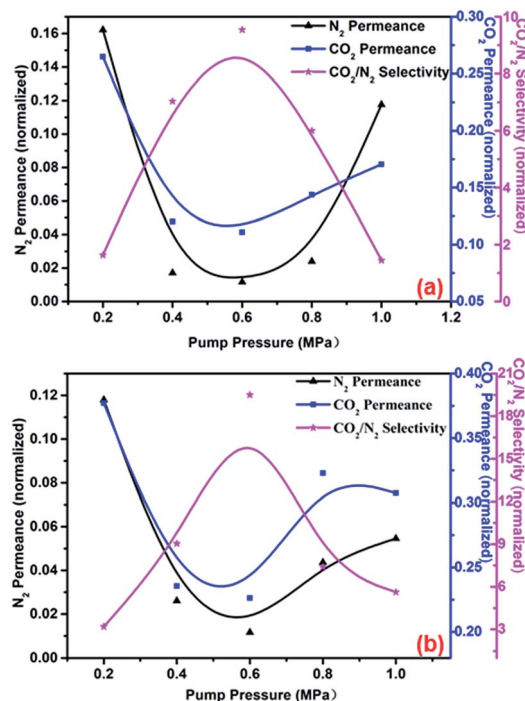 N₂ Permeance
CO₂ Permeance
CO₂/N₂ Selectivity
N₂ Permeance (normalized)
0.16
0.14
0.12
0.10
0.08
0.06
0.04
0.02
0.00
0.2 0.4 0.6 0.8 1.0 1.2
Pump Pressure (MPa)
0.30
0.25
0.20
0.15
0.10
0.05
CO₂ Permeance (normalized)
10
8
6
4
2
0
CO₂/N₂ Selectivity (normalized)
(a)
N₂ Permeance
CO₂ Permeance
CO₂/N₂ Selectivity
N₂ Permeance (normalized)
0.12
0.10
0.08
0.06
0.04
0.02
0.00
0.2 0.4 0.6 0.8 1.0
Pump Pressure (MPa)
0.40
0.35
0.30
0.25
0.20
CO₂ Permeance (normalized)
21
18
15
12
9
6
3
CO₂/N₂ Selectivity (normalized)
(b)